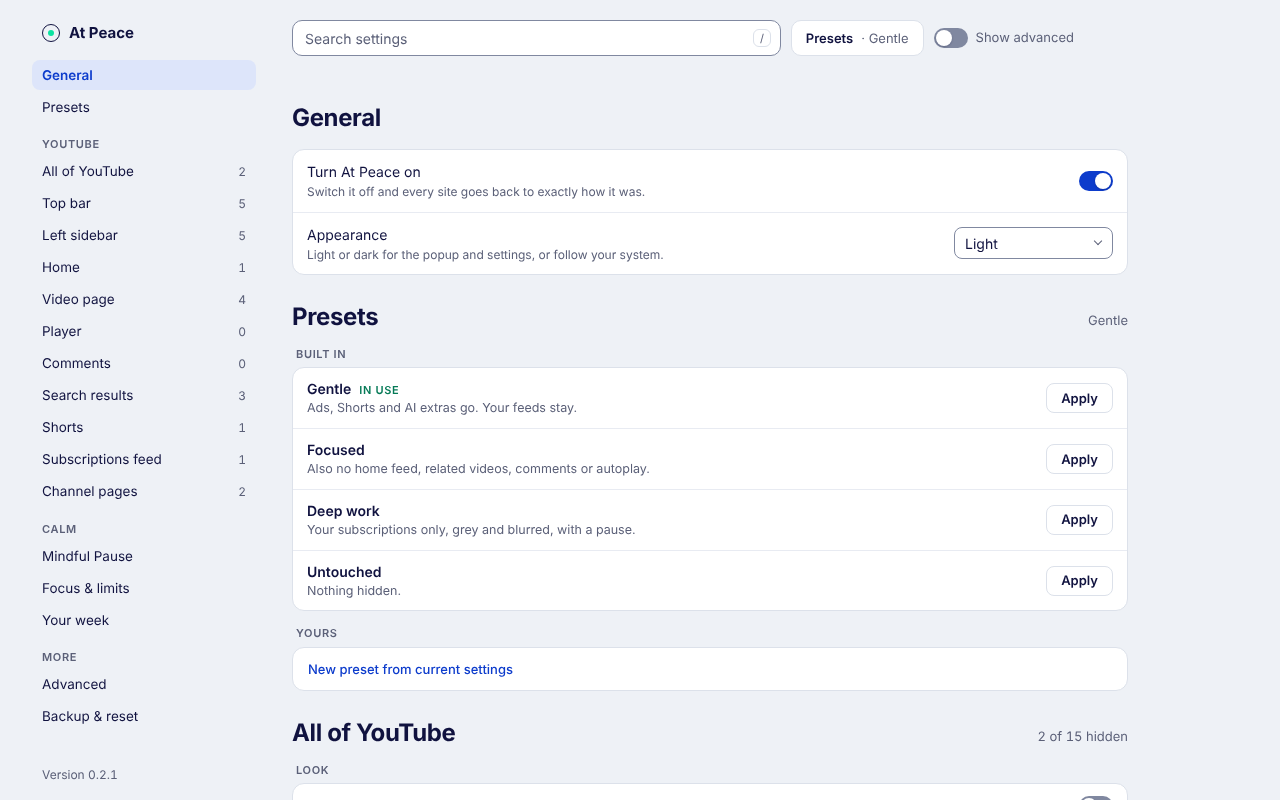 At Peace
General
Presets
YOUTUBE
All of YouTube 2
Top bar 5
Left sidebar 5
Home 1
Video page 4
Player 0
Comments 0
Search results 3
Shorts 1
Subscriptions feed 1
Channel pages 2
CALM
Mindful Pause
Focus & limits
Your week
MORE
Advanced
Backup & reset
Version 0.2.1
Search settings /
Presets · Gentle
Show advanced
General
Turn At Peace on
Switch it off and every site goes back to exactly how it was.
Appearance
Light or dark for the popup and settings, or follow your system.
Light
Presets
Gentle
BUILT IN
Gentle IN USE
Ads, Shorts and AI extras go. Your feeds stay.
Apply
Focused
Also no home feed, related videos, comments or autoplay.
Apply
Deep work
Your subscriptions only, grey and blurred, with a pause.
Apply
Untouched
Nothing hidden.
Apply
YOURS
New preset from current settings
All of YouTube
2 of 15 hidden
LOOK